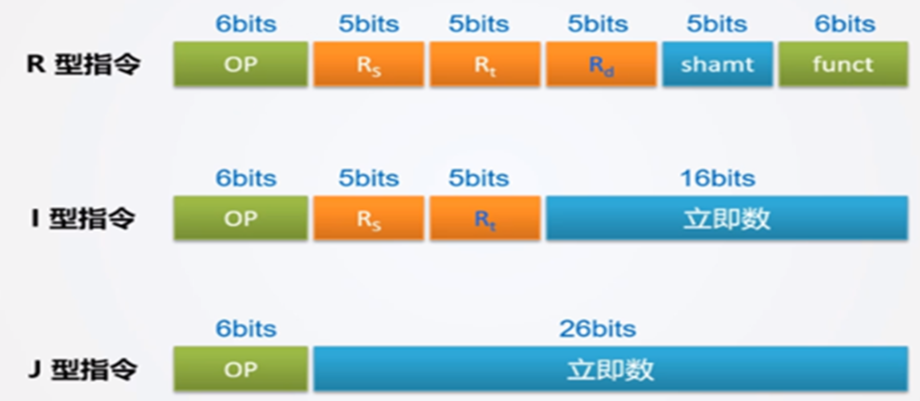 6bits 5bits 5bits 5bits 5bits 6bits
R 型指令 OP Rs Rt Rd shamt funct
6bits 5bits 5bits 16bits
I 型指令 OP Rs Rt 立即数
6bits 26bits
J 型指令 OP 立即数